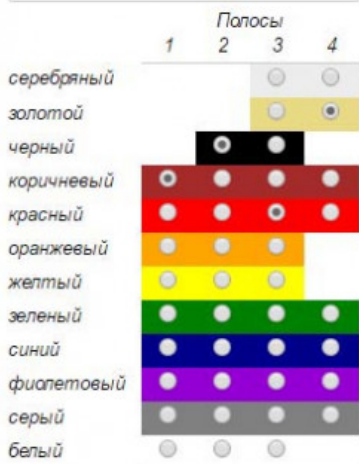 Полосы
1 2 3 4
серебряный
золотой
черный
коричневый
красный
оранжевый
желтый
зеленый
синий
фиолетовый
серый
белый